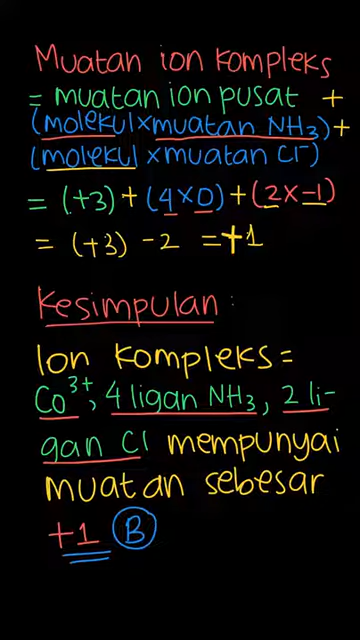 Muatan ion kompleks
= muatan ion pusat +
(molekul x muatan NH₃) +
(molekul x muatan Cl⁻)
= (+3) + (4 x 0) + (2 x -1)
= (+3) - 2 = +1
Kesimpulan :
Ion kompleks =
Co³⁺, 4 ligan NH₃, 2 li-
gan Cl mempunyai
muatan sebesar
+1 B